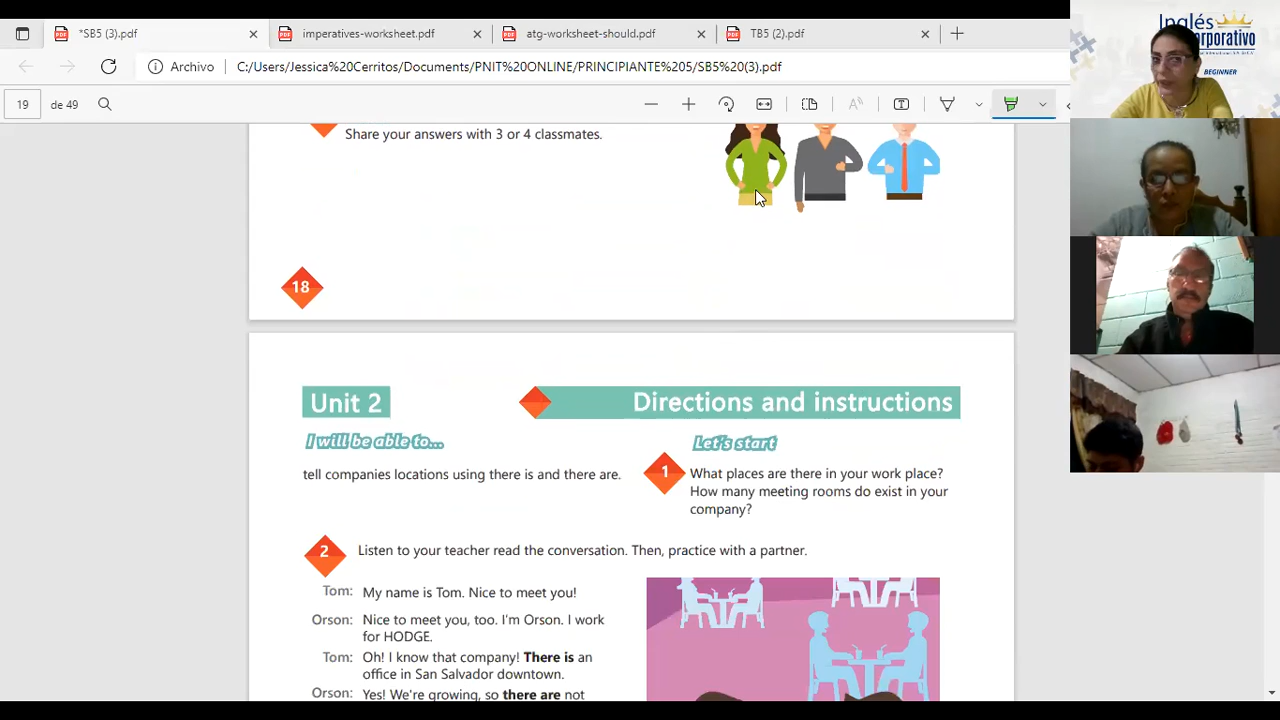 *SB5 (3).pdf
imperatives-worksheet.pdf
atg-worksheet-should.pdf
TB5 (2).pdf
Archivo
C:/Users/Jessica%20Cerritos/Documents/PNIT%20ONLINE/PRINCIPIANTE%205/SB5%20(3).pdf
19
de 49
Share your answers with 3 or 4 classmates.
18
Unit 2
Directions and instructions
I will be able to...
tell companies locations using there is and there are.
Let's start
1
What places are there in your work place?
How many meeting rooms do exist in your
company?
2
Listen to your teacher read the conversation. Then, practice with a partner.
Tom: My name is Tom. Nice to meet you!
Orson: Nice to meet you, too. I'm Orson. I work
for HODGE.
Tom: Oh! I know that company! There is an
office in San Salvador downtown.
Orson: Yes! We're growing, so there are not
Inglés
BEGINNER